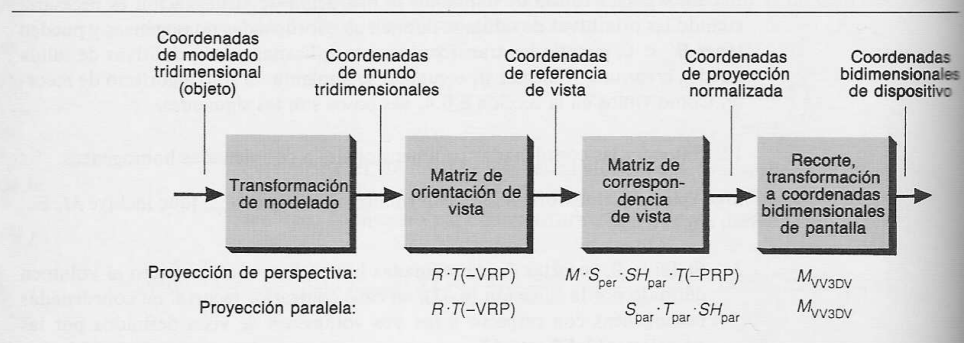 Coordenadas
de modelado
tridimensional
(objeto)
Coordenadas
de mundo
tridimensionales
Coordenadas
de referencia
de vista
Coordenadas
de proyección
normalizada
Coordenadas
bidimensionales
de dispositivo
Transformación
de modelado
Matriz de
orientación de
vista
Matriz de
correspon-
dencia
de vista
Recorte,
transformación
a coordenadas
bidimensionales
de pantalla
Proyección de perspectiva: R·T(−VRP) M·S_per·SH_par·T(−PRP) M_VV3DV
Proyección paralela: R·T(−VRP) S_par·T_par·SH_par M_VV3DV